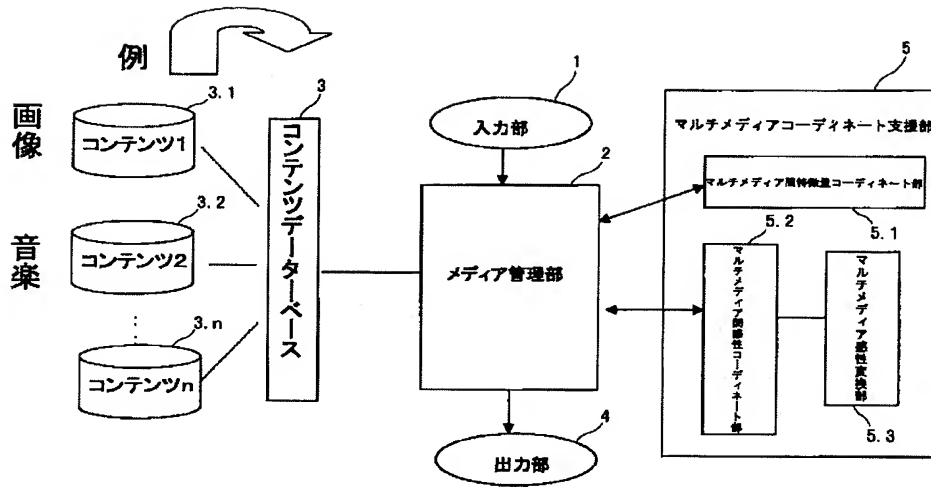 例
画像
3.1
コンテンツ1
3.2
音楽
コンテンツ2
3.n
コンテンツn
3
コンテンツデーターベース
1
入力部
2
メディア管理部
4
出力部
5
マルチメディアコーディネート支援部
マルチメディア間特徴量コーディネート部
5.1
5.2
マルチメディア間感性コーディネート部
マルチメディア感性変換部
5.3